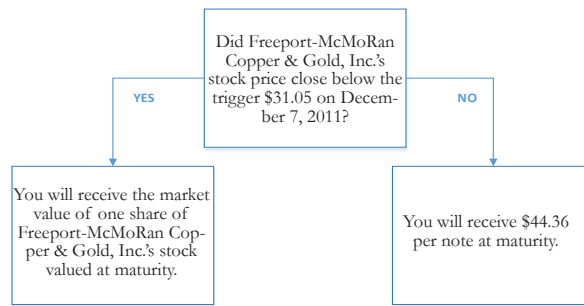 Did Freeport-McMoRan
Copper & Gold, Inc.'s
stock price close below the
trigger $31.05 on Decem-
ber 7, 2011?
YES
NO
You will receive the market
value of one share of
Freeport-McMoRan Cop-
per & Gold, Inc.'s stock
valued at maturity.
You will receive $44.36
per note at maturity.